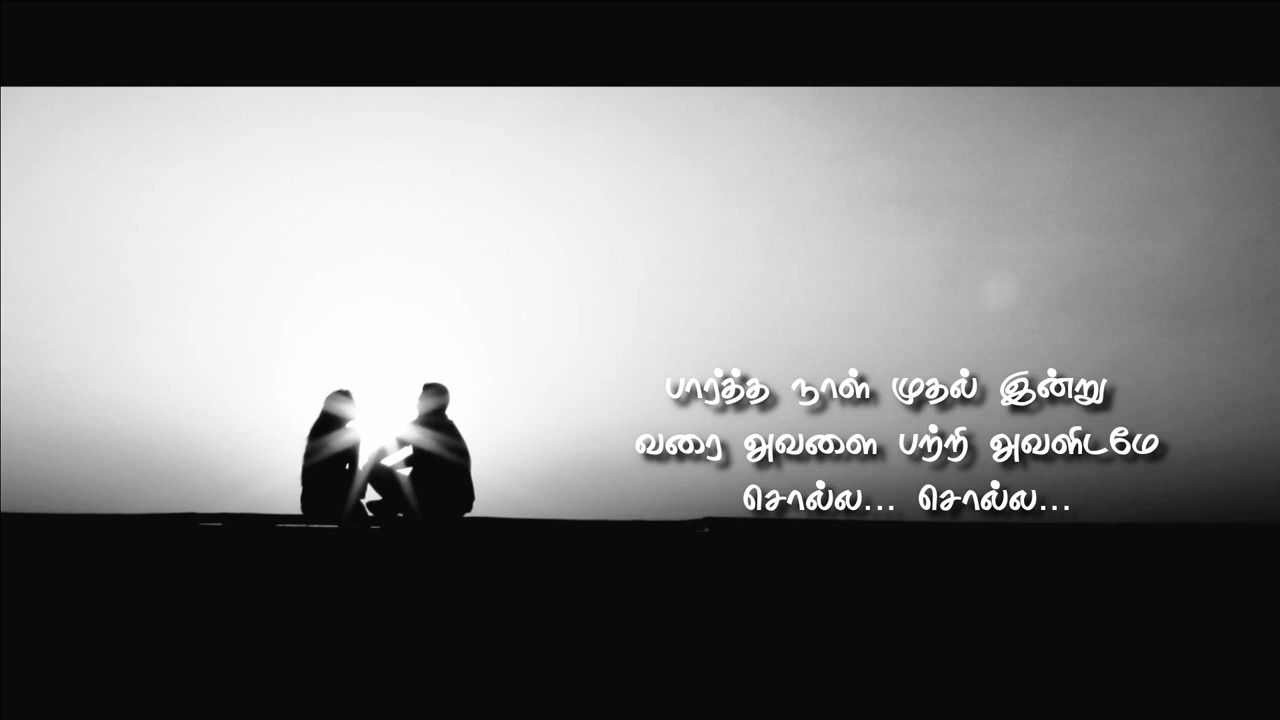 பார்த்த நாள் முதல் இன்று
வரை அவளை பற்றி அவளிடமே
சொல்ல... சொல்ல...